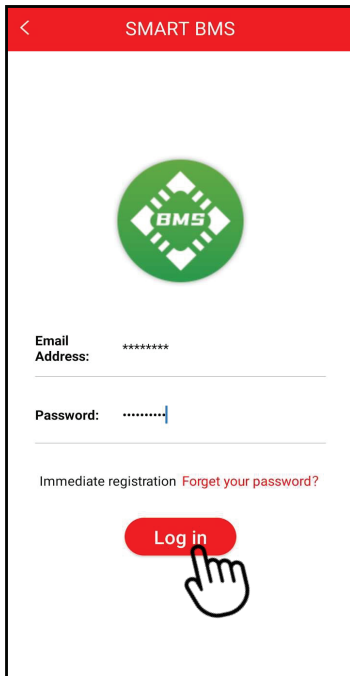 SMART BMS
BMS
Email
Address: ********
Password: ••••••••••
Immediate registration Forget your password?
Log in